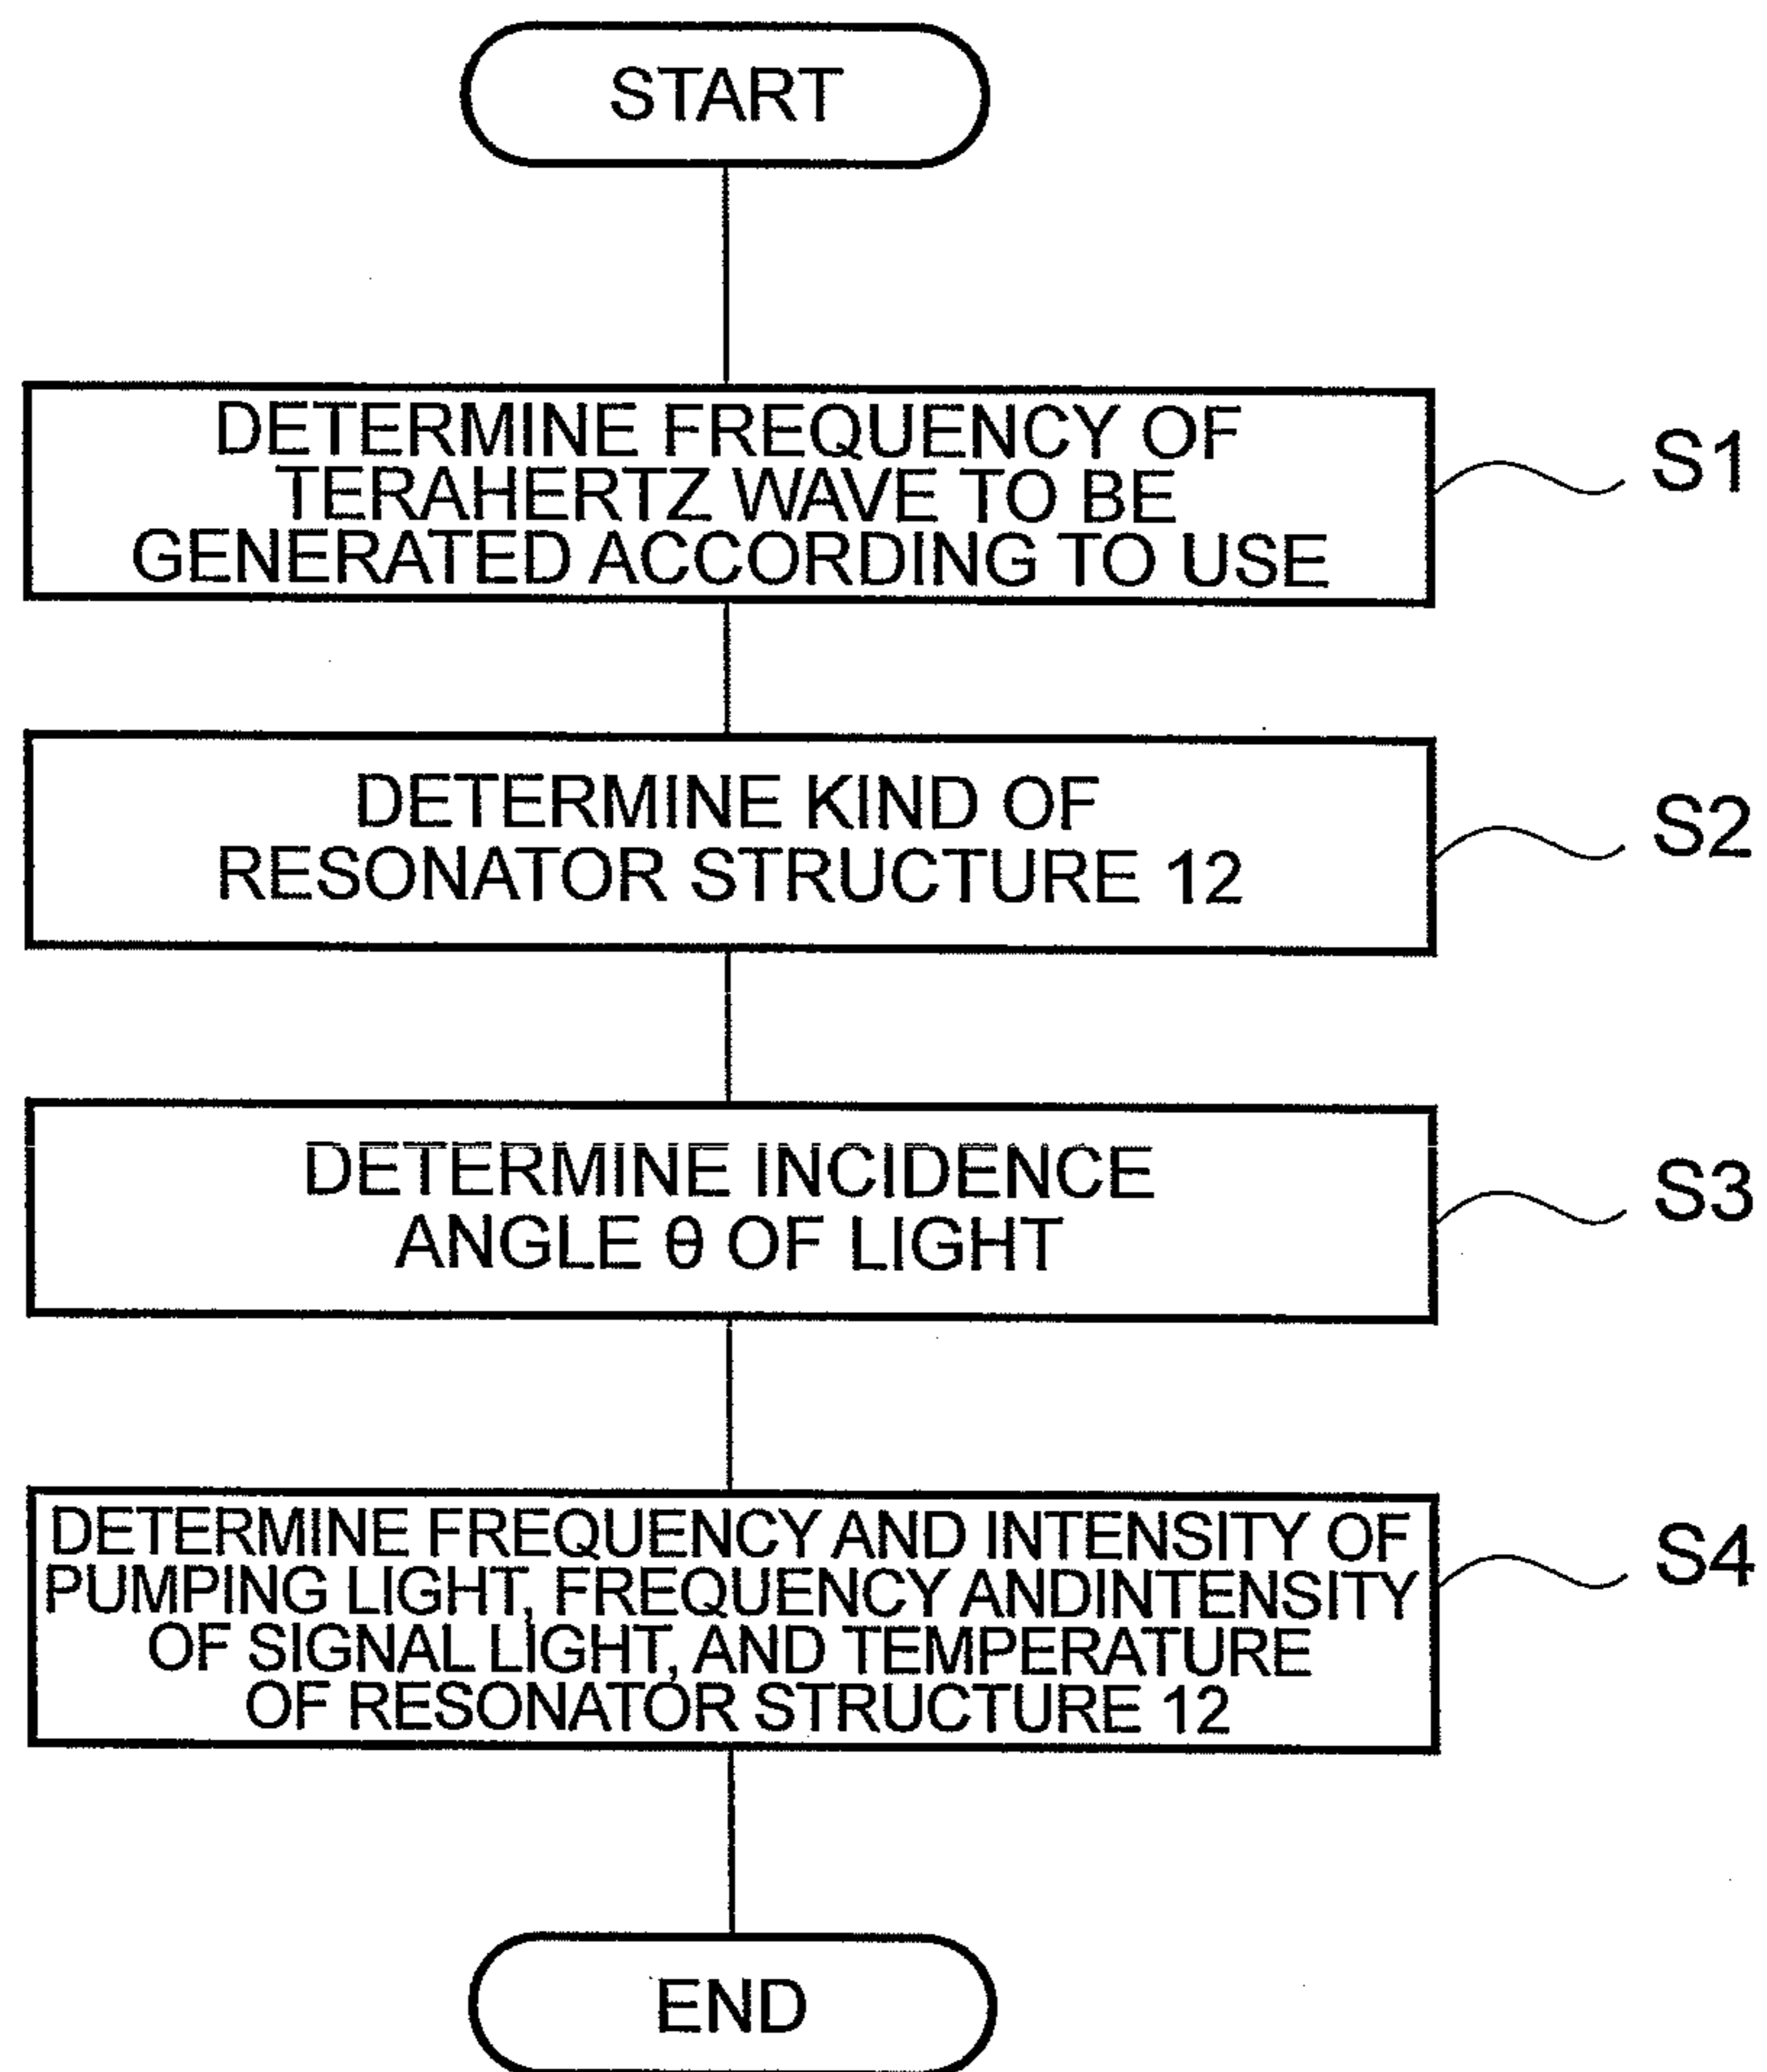 START
DETERMINE FREQUENCY OF
TERAHERTZ WAVE TO BE
GENERATED ACCORDING TO USE
S1
DETERMINE KIND OF
RESONATOR STRUCTURE 12
S2
DETERMINE INCIDENCE
ANGLE θ OF LIGHT
S3
DETERMINE FREQUENCY AND INTENSITY OF
PUMPING LIGHT, FREQUENCY ANDINTENSITY
OF SIGNAL LIGHT, AND TEMPERATURE
OF RESONATOR STRUCTURE 12
S4
END